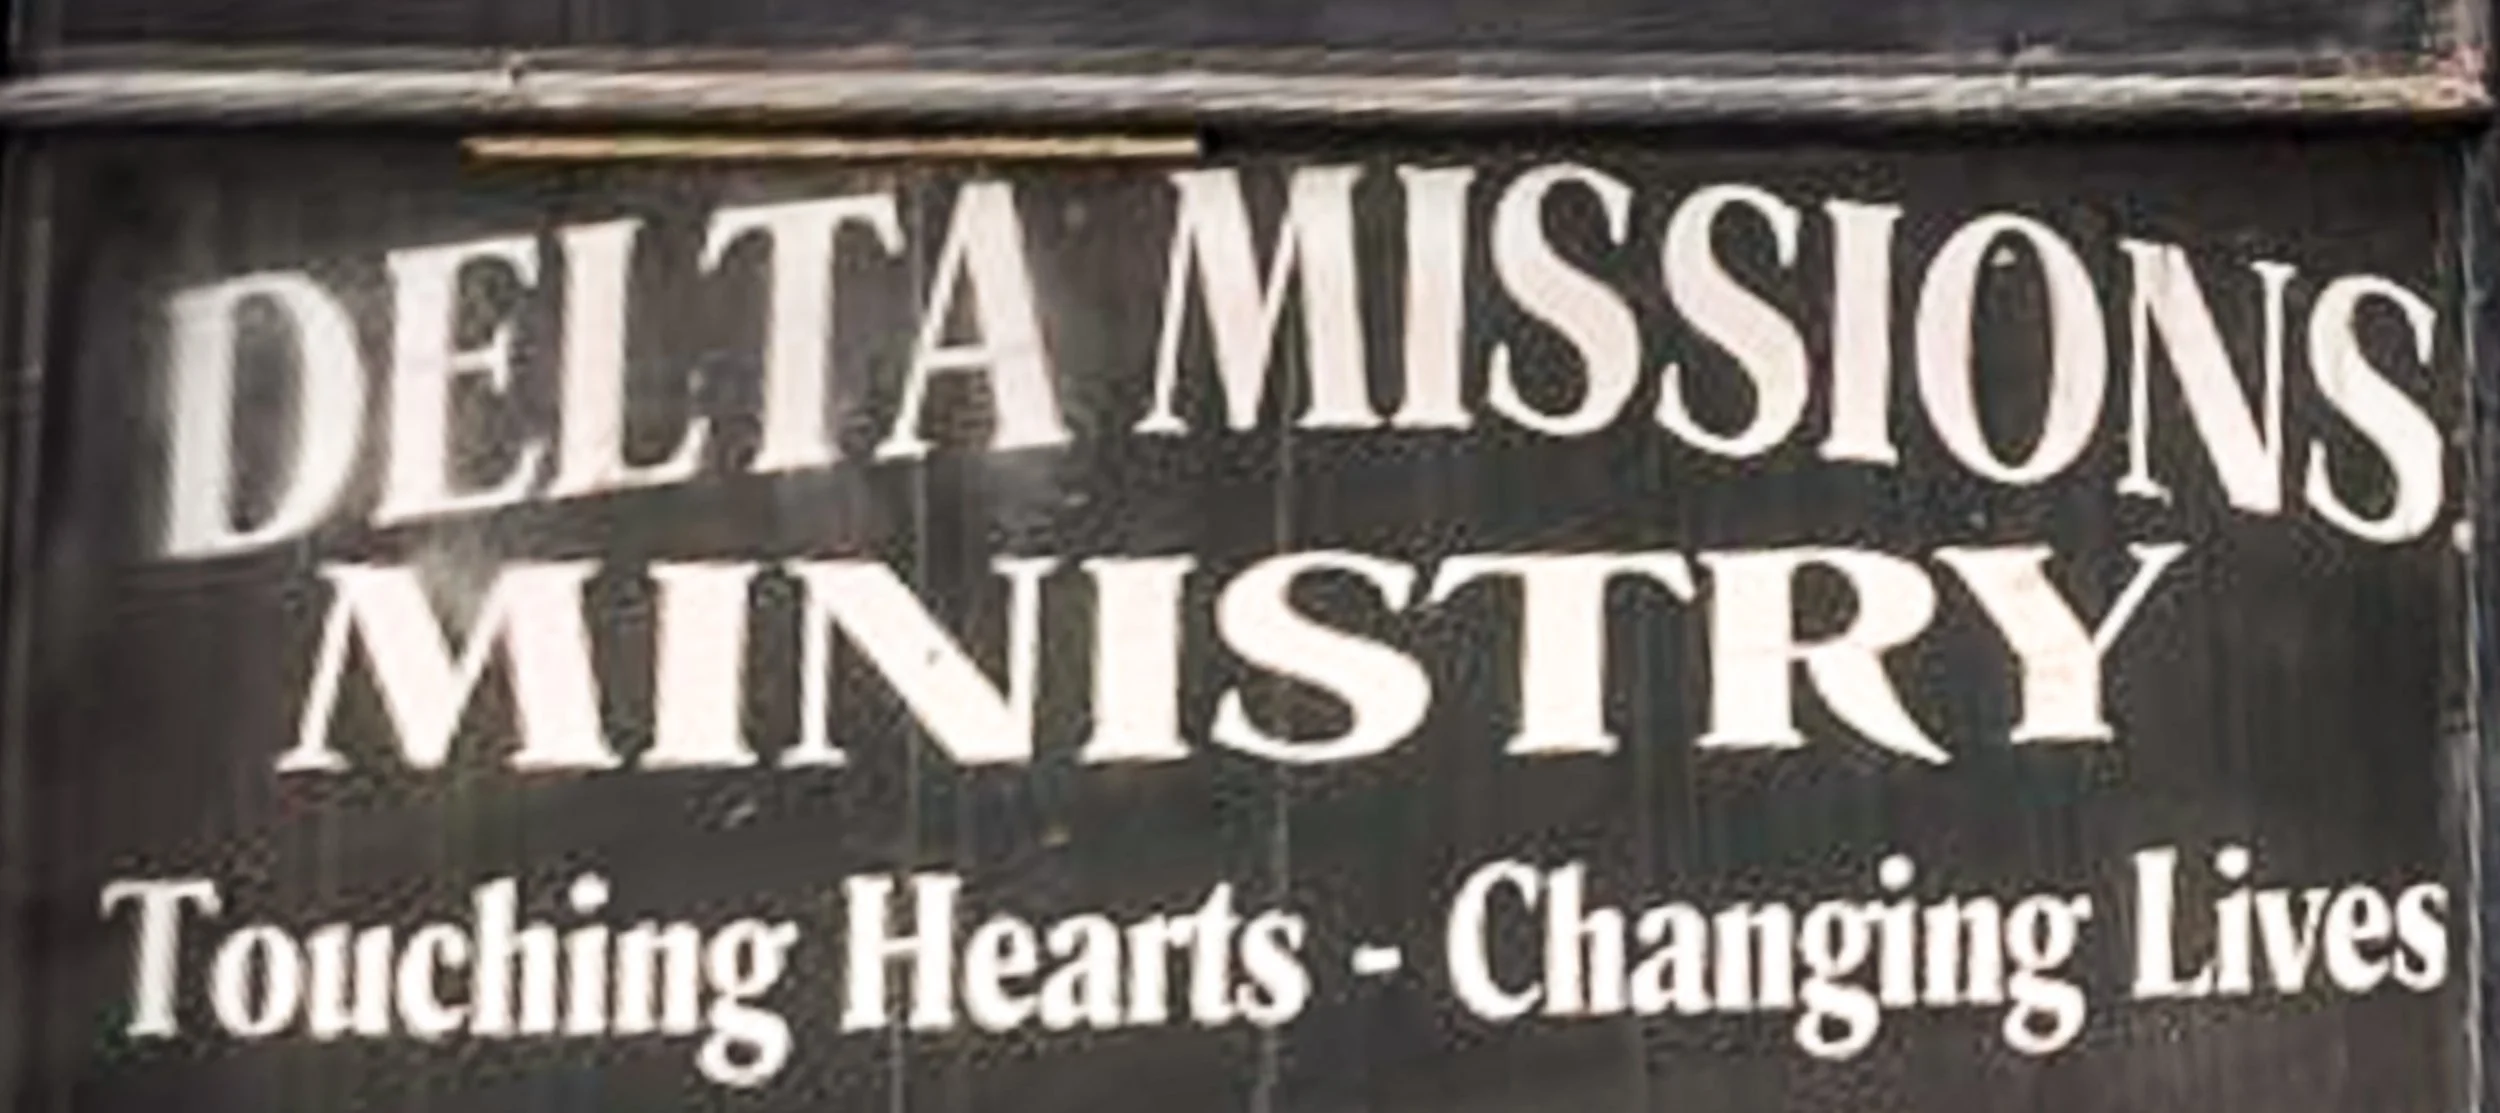 DELTA MISSIONS.
MINISTRY
Touching Hearts - Changing Lives